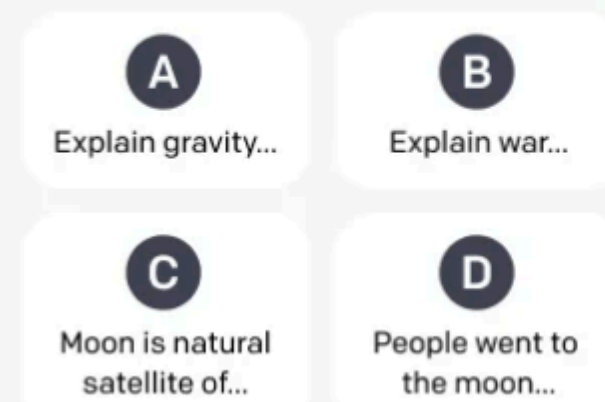 A
Explain gravity...
B
Explain war...
C
Moon is natural
satellite of...
D
People went to
the moon...